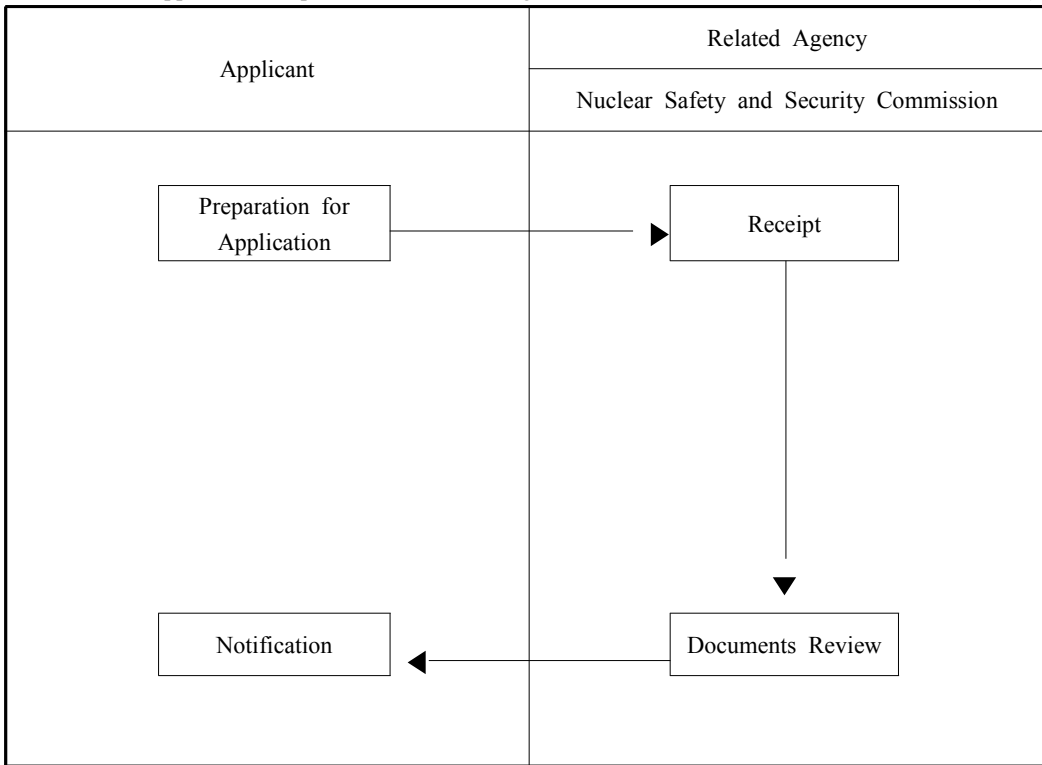 Applicant
Related Agency
Nuclear Safety and Security Commission
Preparation for
Application
Receipt
Notification
Documents Review